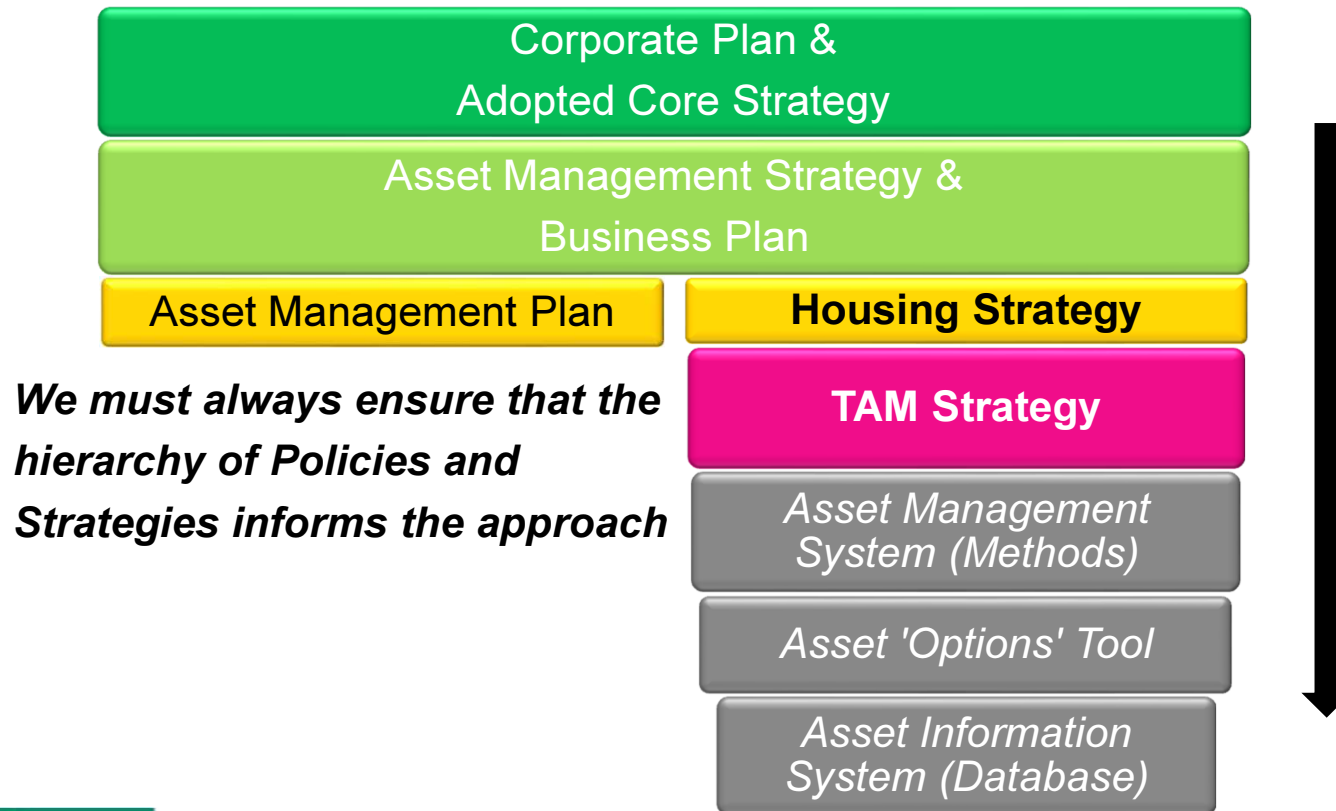 Corporate Plan &
Adopted Core Strategy
Asset Management Strategy &
Business Plan
Asset Management Plan
Housing Strategy
We must always ensure that the
hierarchy of Policies and
Strategies informs the approach
TAM Strategy
Asset Management
System (Methods)
Asset 'Options' Tool
Asset Information
System (Database)